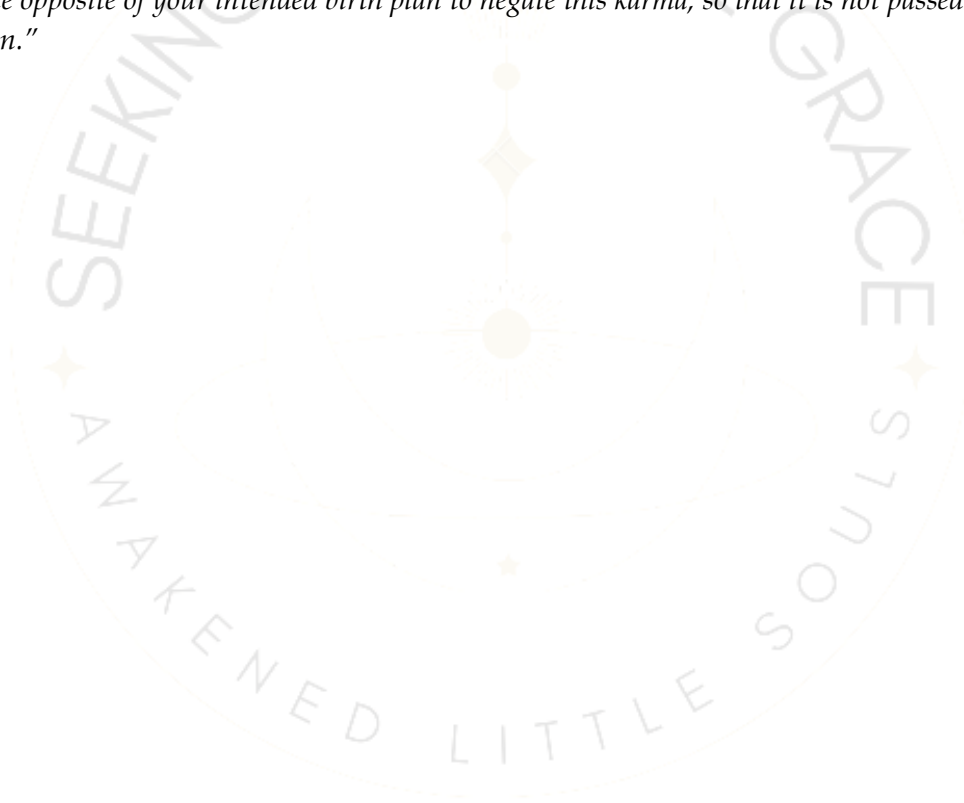 e opposite of your intended birth plan to negate this karma, so that it is not passed
n.”
SEEKING
GRACE
AWAKENED LITTLE SOULS